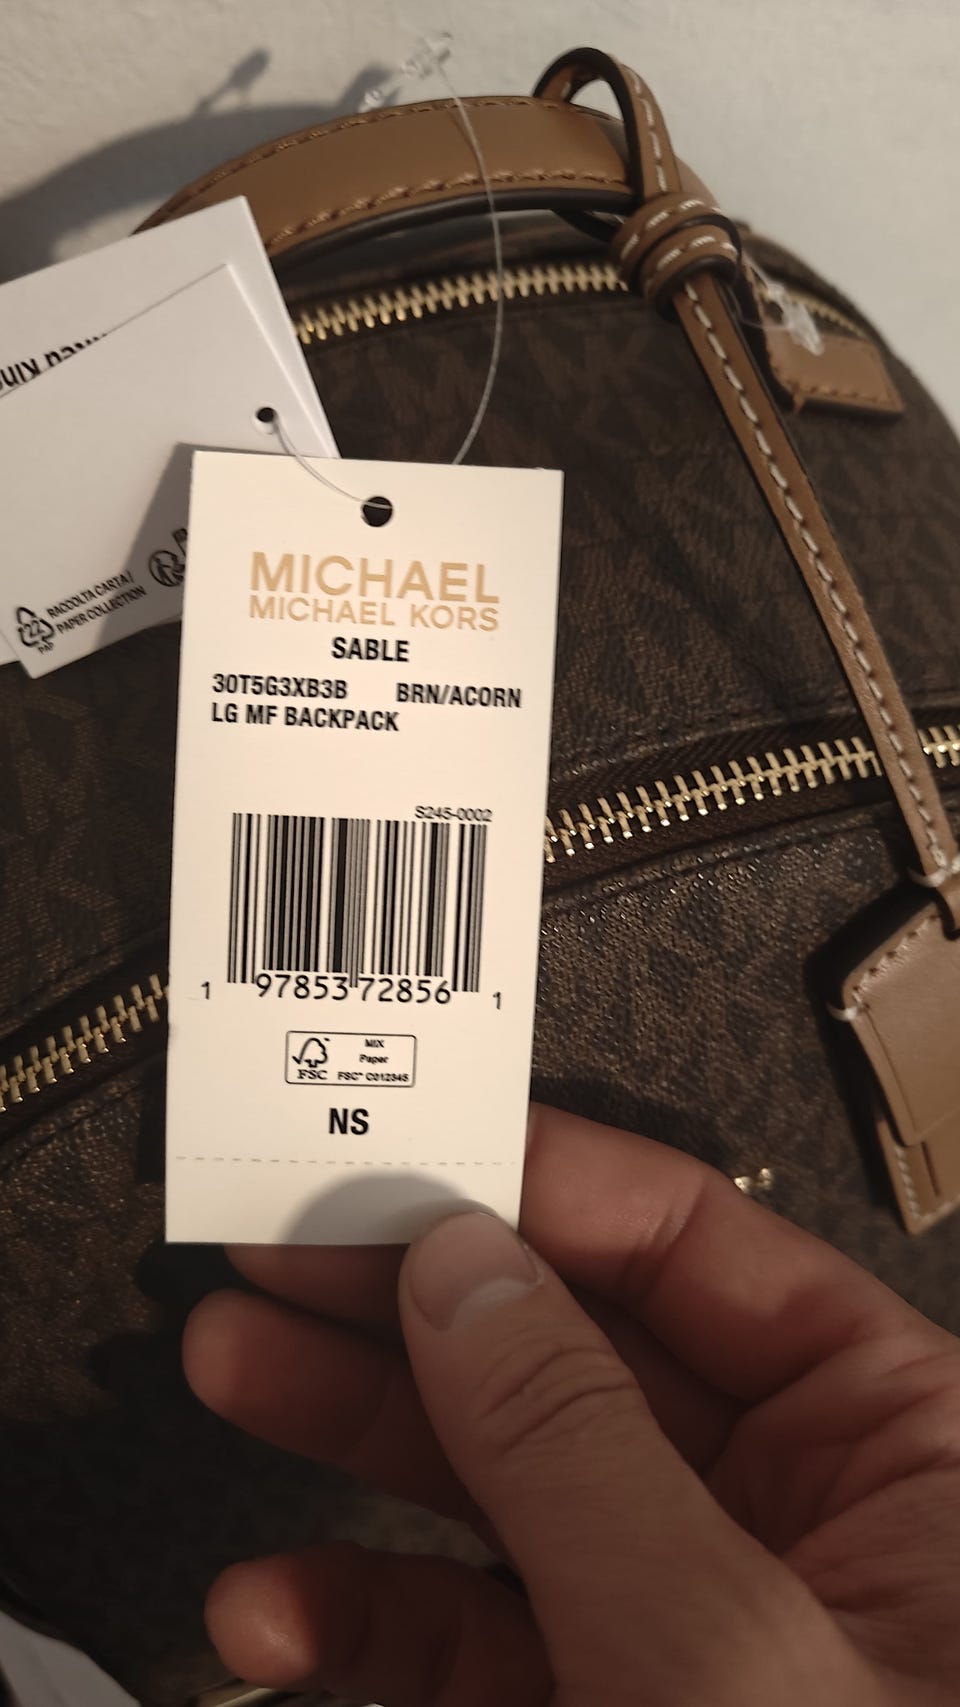 RACCOLTA CARTA /
PAPER COLLECTION
22
PAP
MICHAEL
MICHAEL KORS
SABLE
30T5G3XB3B BRN/ACORN
LG MF BACKPACK
S245-0002
1 97853 72856 1
MIX
Paper
FSC FSC® C012345
NS